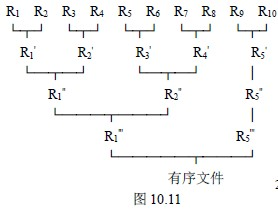 R₁ R₂ R₃ R₄ R₅ R₆ R₇ R₈ R₉ R₁₀
R₁' R₂' R₃' R₄' R₅'
R₁" R₂" R₅"
R₁"' R₅"'
有序文件
2
图 10.11